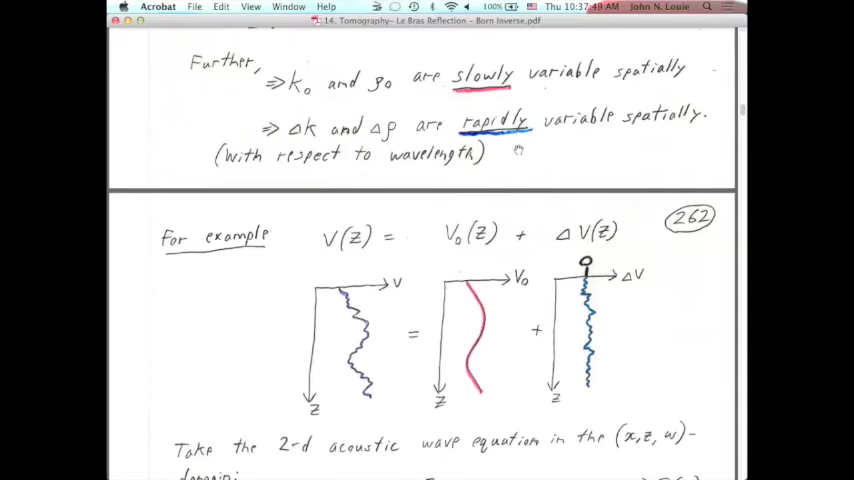 Acrobat File Edit View Window Help 100% Thu 10:37:49 AM John N. Louie
14. Tomography- Le Bras Reflection - Born Inverse.pdf
Further,
⇒ k₀ and ρ₀ are slowly variable spatially
⇒ Δk and Δρ are rapidly variable spatially.
(with respect to wavelength)
262
For example V(z) = V₀(z) + ΔV(z)
0
V V₀ ΔV
= +
z z z
Take the 2-d acoustic wave equation in the (x,z,w)-
domain: